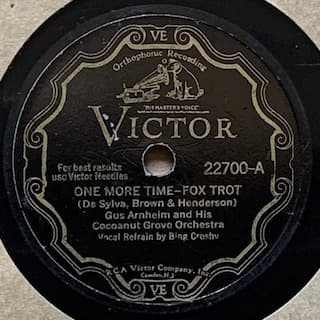 VE
Orthophonic Recording
"HIS MASTER'S VOICE"
VICTOR
For best results
use Victor Needles
22700-A
ONE MORE TIME-FOX TROT
(De Sylva, Brown & Henderson)
Gus Arnheim and His
Cocoanut Grove Orchestra
Vocal Refrain by Bing Crosby
RCA Victor Company, Inc.
Camden, N.J.
VE